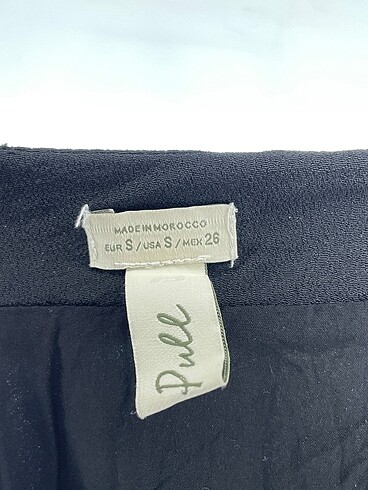 MADE IN MOROCCO
EUR S / USA S / MEX 26
Pull